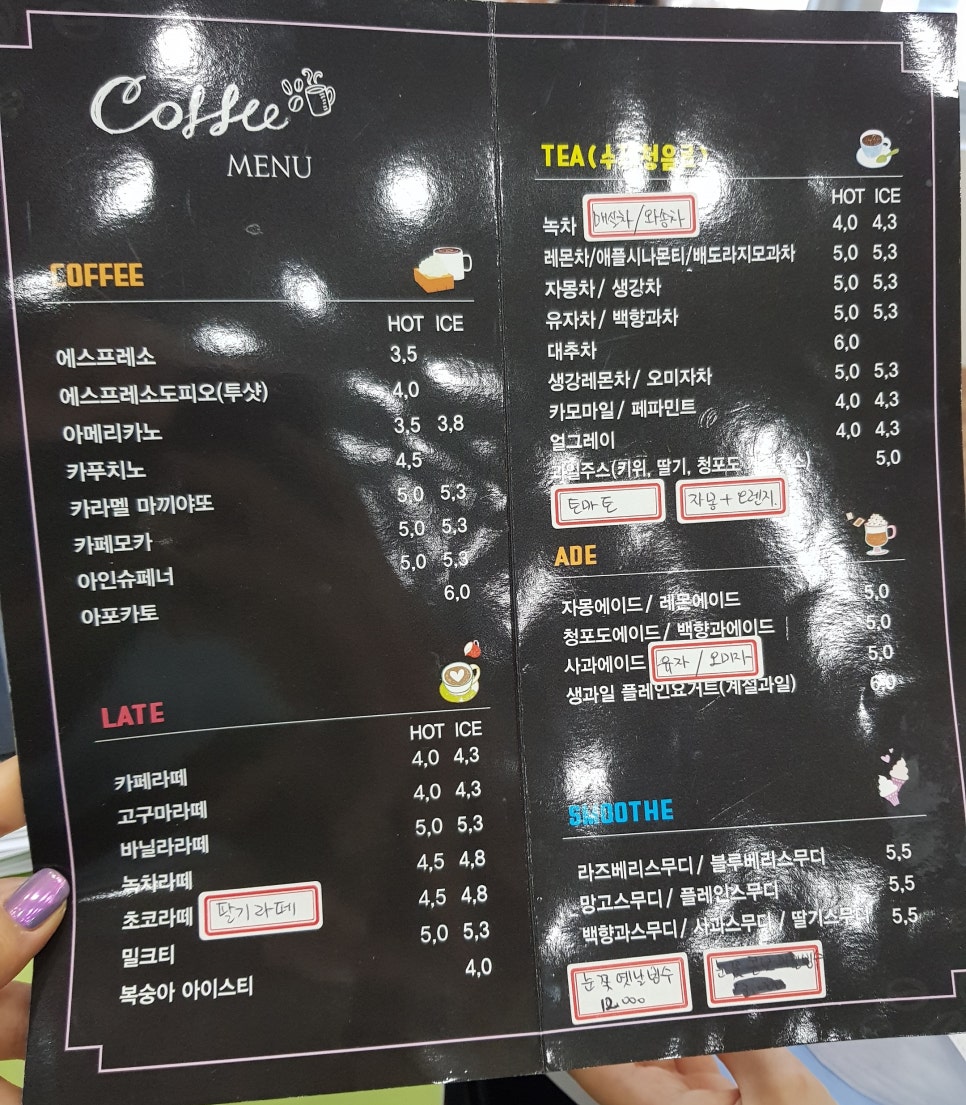 Coffee
MENU
COFFEE
HOT ICE
에스프레소 3,5
에스프레소도피오(투샷) 4,0
아메리카노 3,5 3,8
카푸치노 4,5
카라멜 마끼야또 5,0 5,3
카페모카 5,0 5,3
아인슈페너 5,0 5,3
아포카토 6,0
LATE
HOT ICE
카페라떼 4,0 4,3
고구마라떼 4,0 4,3
바닐라라떼 5,0 5,3
녹차라떼 4,5 4,8
초코라떼 딸기라떼 4,5 4,8
밀크티 5,0 5,3
복숭아 아이스티 4,0
TEA(
HOT ICE
녹차 매실차/와송차 4,0 4,3
레몬차/애플시나몬티/배도라지모과차 5,0 5,3
자몽차/ 생강차 5,0 5,3
유자차/ 백향과차 5,0 5,3
대추차 6,0
생강레몬차/ 오미자차 5,0 5,3
카모마일/ 페파민트 4,0 4,3
얼그레이 4,0 4,3
과일주스(키위, 딸기, 청포도 5,0
토마토 자몽+오렌지.
ADE
자몽에이드/ 레몬에이드 5,0
청포도에이드/ 백향과에이드 5,0
사과에이드 유자/오미자 5,0
생과일 플레인요거트(계절과일) 6,0
SMOOTHE
라즈베리스무디/ 블루베리스무디 5,5
망고스무디/ 플레인스무디 5,5
백향과스무디/ 사과스무디/ 딸기스무디 5,5
눈꽃옛날빙수
12,000